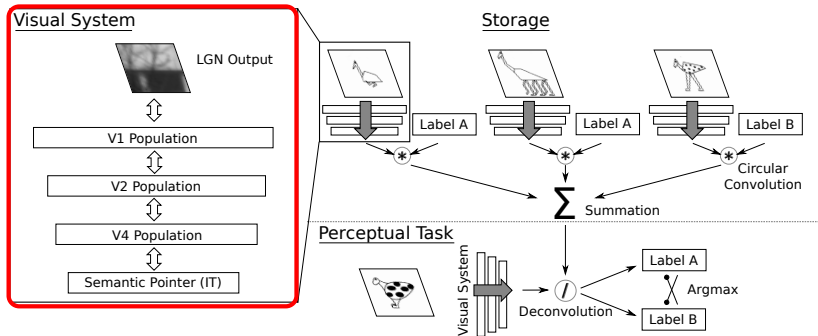 Visual System
LGN Output
V1 Population
V2 Population
V4 Population
Semantic Pointer (IT)
Storage
Label A
Label A
Label B
*
*
*
Circular
Convolution
Σ
Summation
Perceptual Task
Visual System
/
Deconvolution
Label A
Argmax
Label B